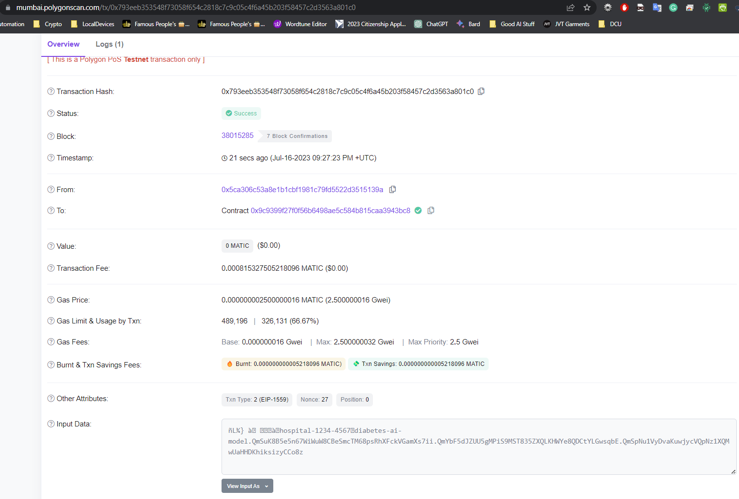 mumbai.polygonscan.com/tx/0x793eeb353548f73058f654c2818c7c9c05c4f6a45b203f58457c2d3563a801c0
utomation Crypto LocalDevices Famous People's ... Famous People's ... Wordtune Editor 2023 Citizenship Appl... ChatGPT Bard Good AI Stuff JVT Garments DCU
Overview Logs (1)
[ This is a Polygon PoS Testnet transaction only ]
Transaction Hash: 0x793eeb353548f73058f654c2818c7c9c05c4f6a45b203f58457c2d3563a801c0
Status: Success
Block: 38015285 7 Block Confirmations
Timestamp: 21 secs ago (Jul-16-2023 09:27:23 PM +UTC)
From: 0x5ca306c53a8e1b1cbf1981c79fd5522d3515139a
To: Contract 0x9c9399f27f0f56b6498ae5c584b815caa3943bc8
Value: 0 MATIC ($0.00)
Transaction Fee: 0.000815327505218096 MATIC ($0.00)
Gas Price: 0.000000002500000016 MATIC (2.500000016 Gwei)
Gas Limit & Usage by Txn: 489,196 | 326,131 (66.67%)
Gas Fees: Base: 0.000000016 Gwei | Max: 2.500000032 Gwei | Max Priority: 2.5 Gwei
Burnt & Txn Savings Fees: Burnt: 0.000000000005218096 MATIC) Txn Savings: 0.000000000005218096 MATIC
Other Attributes: Txn Type: 2 (EIP-1559) Nonce: 27 Position: 0
Input Data:
hospital-1234-4567 diabetes-ai-
model.QmSuK8B5e5n67WiWuW8CBeSmcTM68psRhXFckVGamXs7ii.QmYbF5dJZUU5gMPiS9MST8J5ZXQLKHWYe8QDCtYLGwsqbE.QmSpNu1VyDvaKuwjycVQpNz1XQM
wUaHHDKhiksizyCCo8z
View Input As